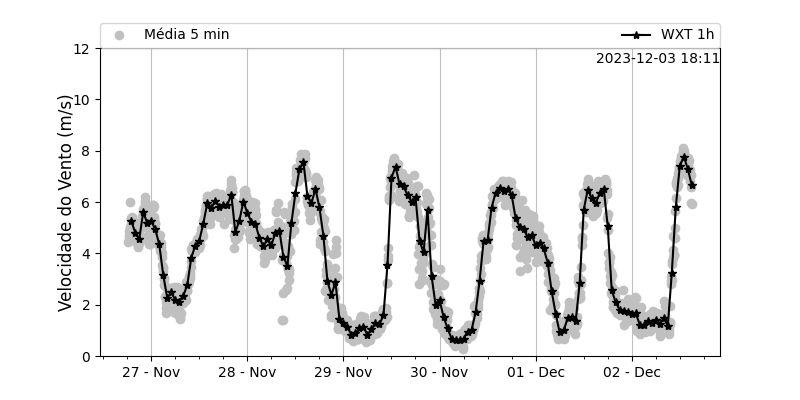 Média 5 min
WXT 1h
2023-12-03 18:11
Velocidade do Vento (m/s)
12
10
8
6
4
2
0
27 - Nov
28 - Nov
29 - Nov
30 - Nov
01 - Dec
02 - Dec